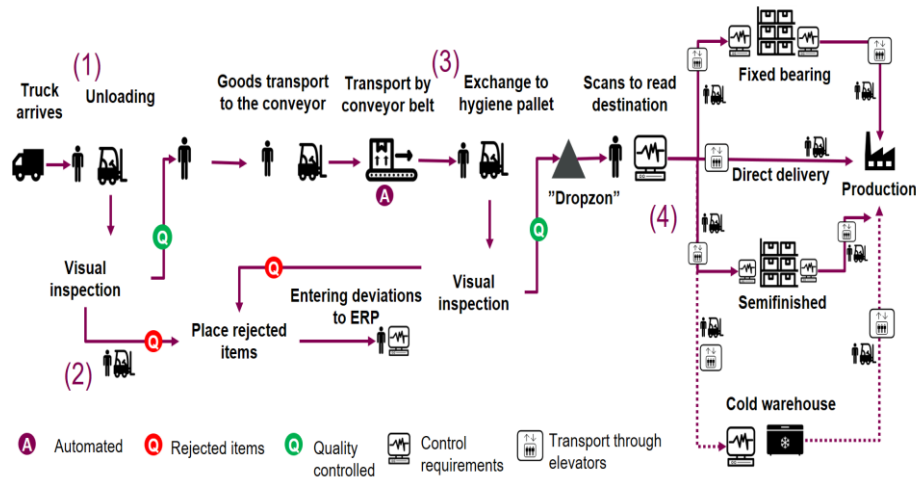 (1)
Truck
arrives
Unloading
Goods transport
to the conveyor
Transport by
conveyor belt
(3)
Exchange to
hygiene pallet
Scans to read
destination
Fixed bearing
A
"Dropzon"
Direct delivery
Production
(4)
Q
Q
Q
Visual
inspection
Visual
inspection
Semifinished
Entering deviations
to ERP
Place rejected
items
Q
(2)
Cold warehouse
A Automated
Q Rejected items
Q Quality
controlled
Control
requirements
Transport through
elevators